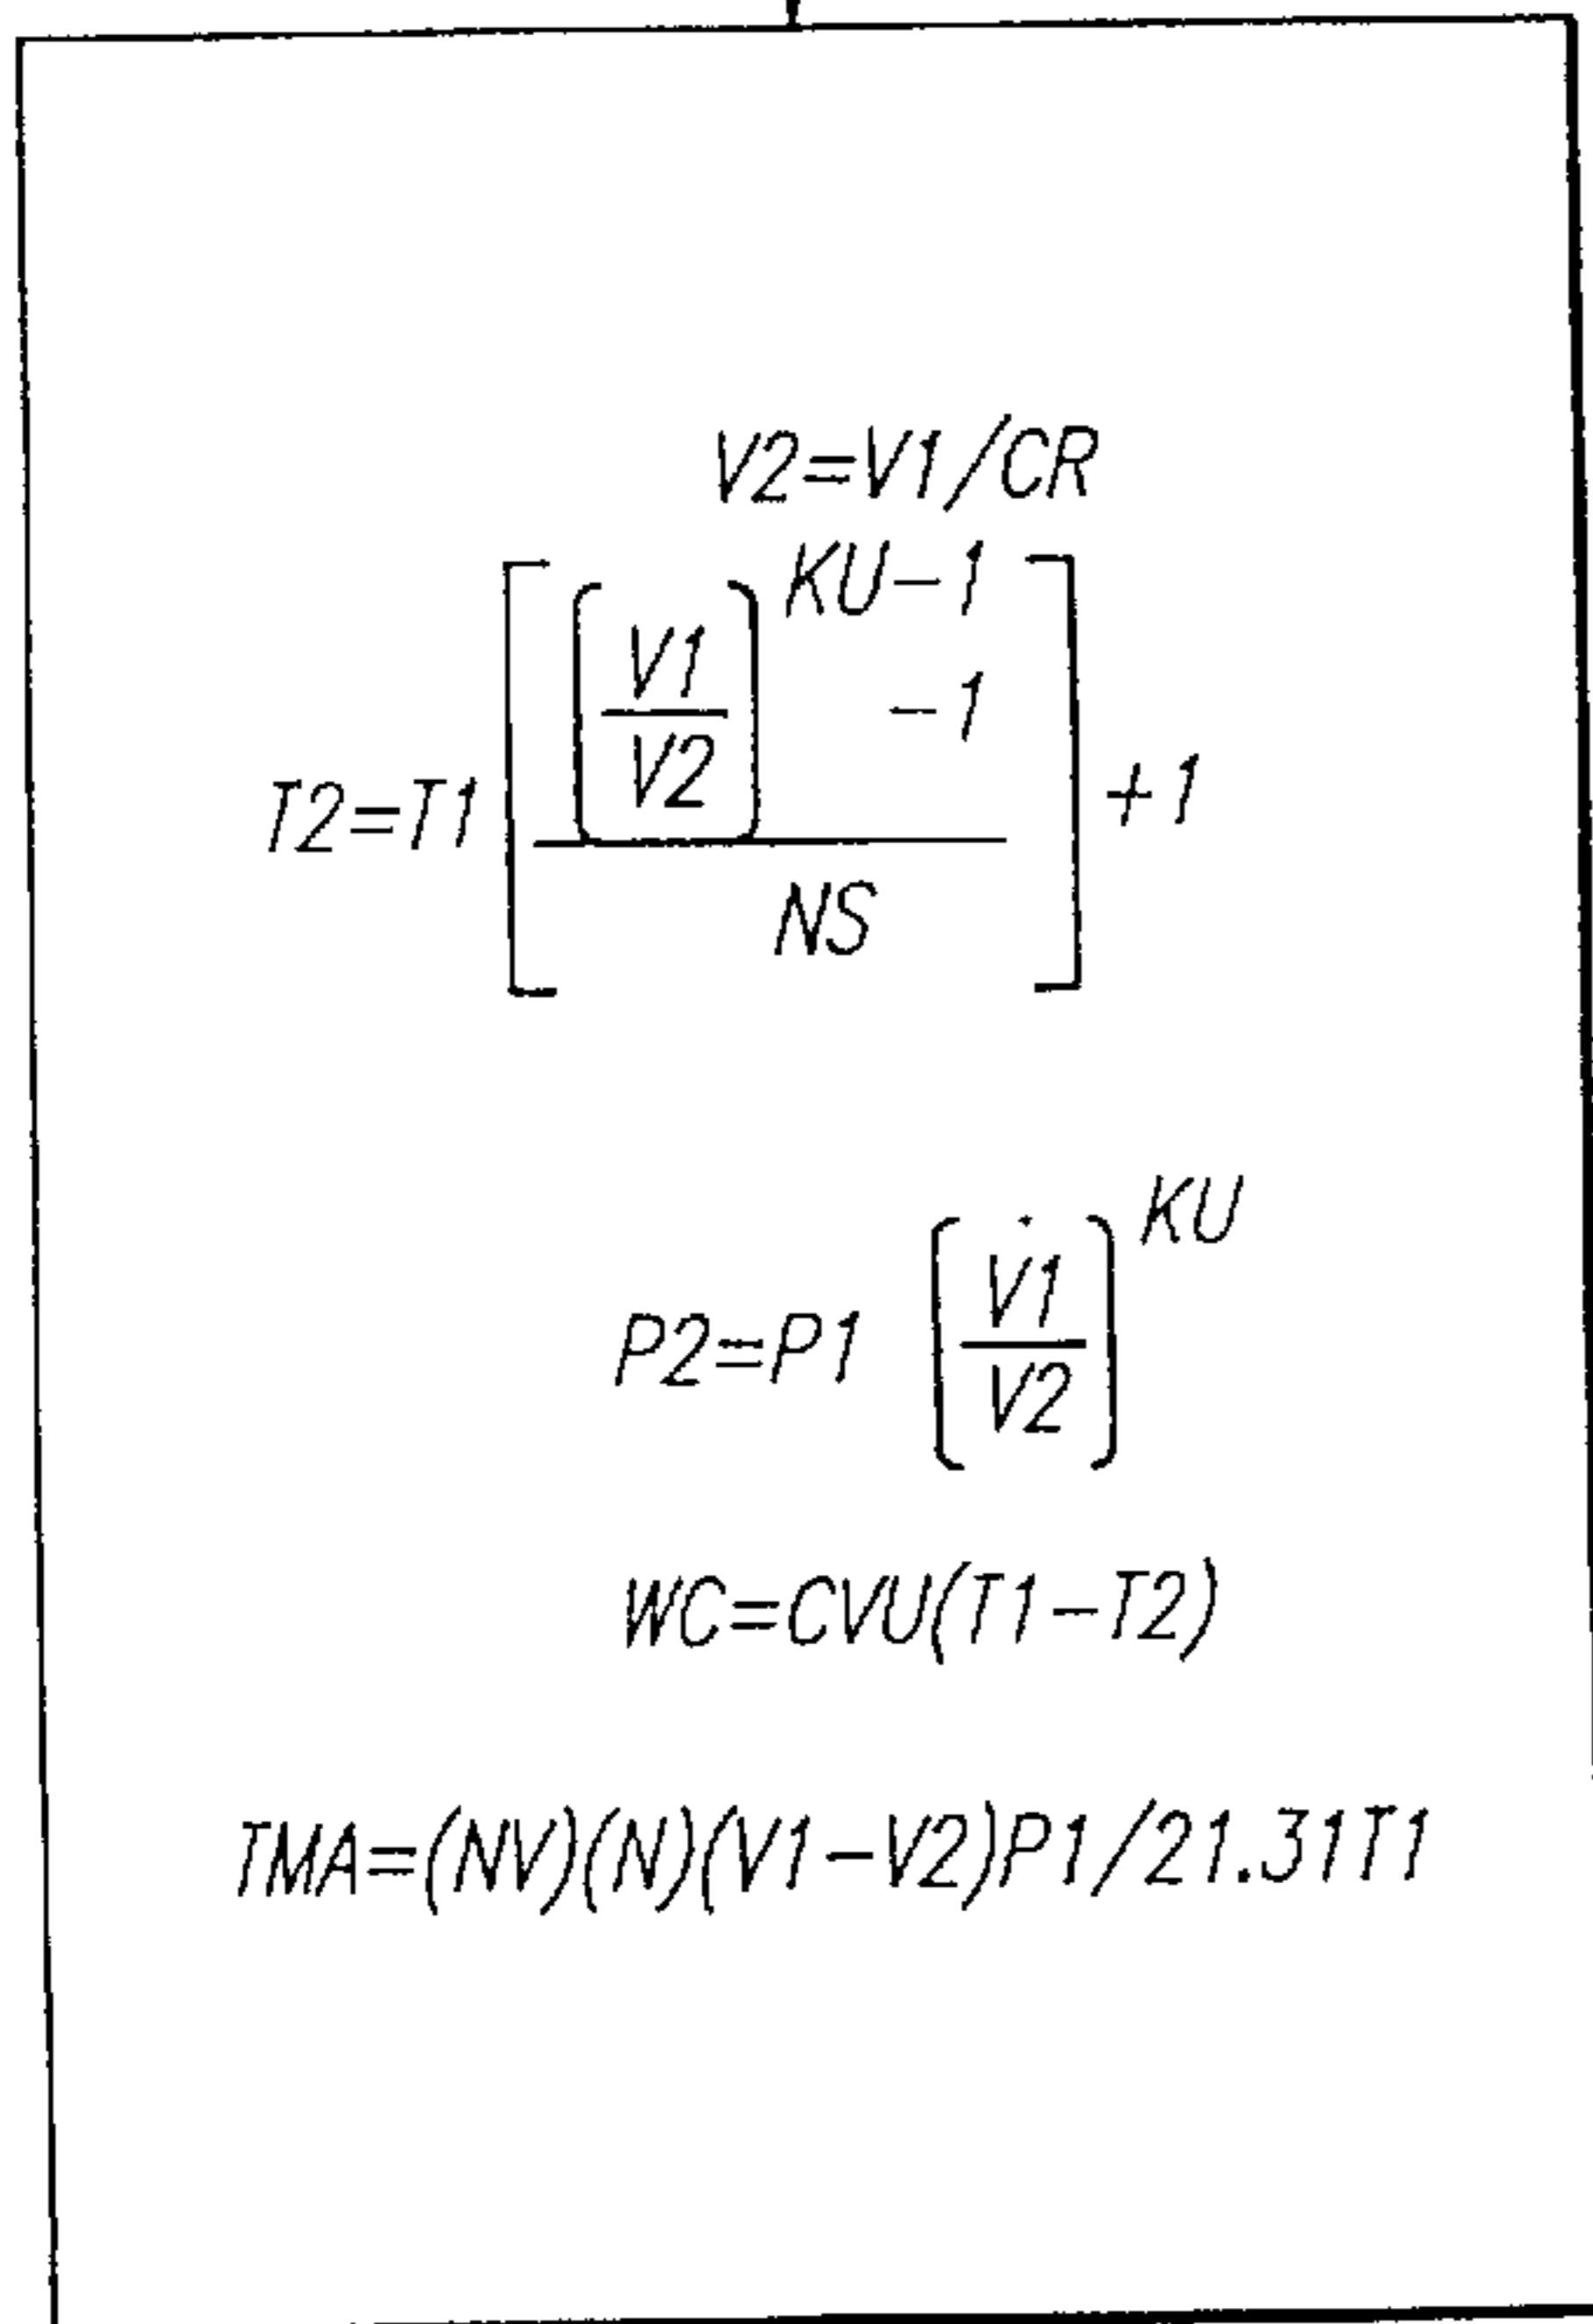 V2=V1/CR
T2=T1[((V1/V2)^KU-1 -1)/NS]+1
P2=P1 (V1/V2)^KU
WC=CVU(T1-T2)
TMA=(NV)(N)(V1-V2)P1/21.31T1